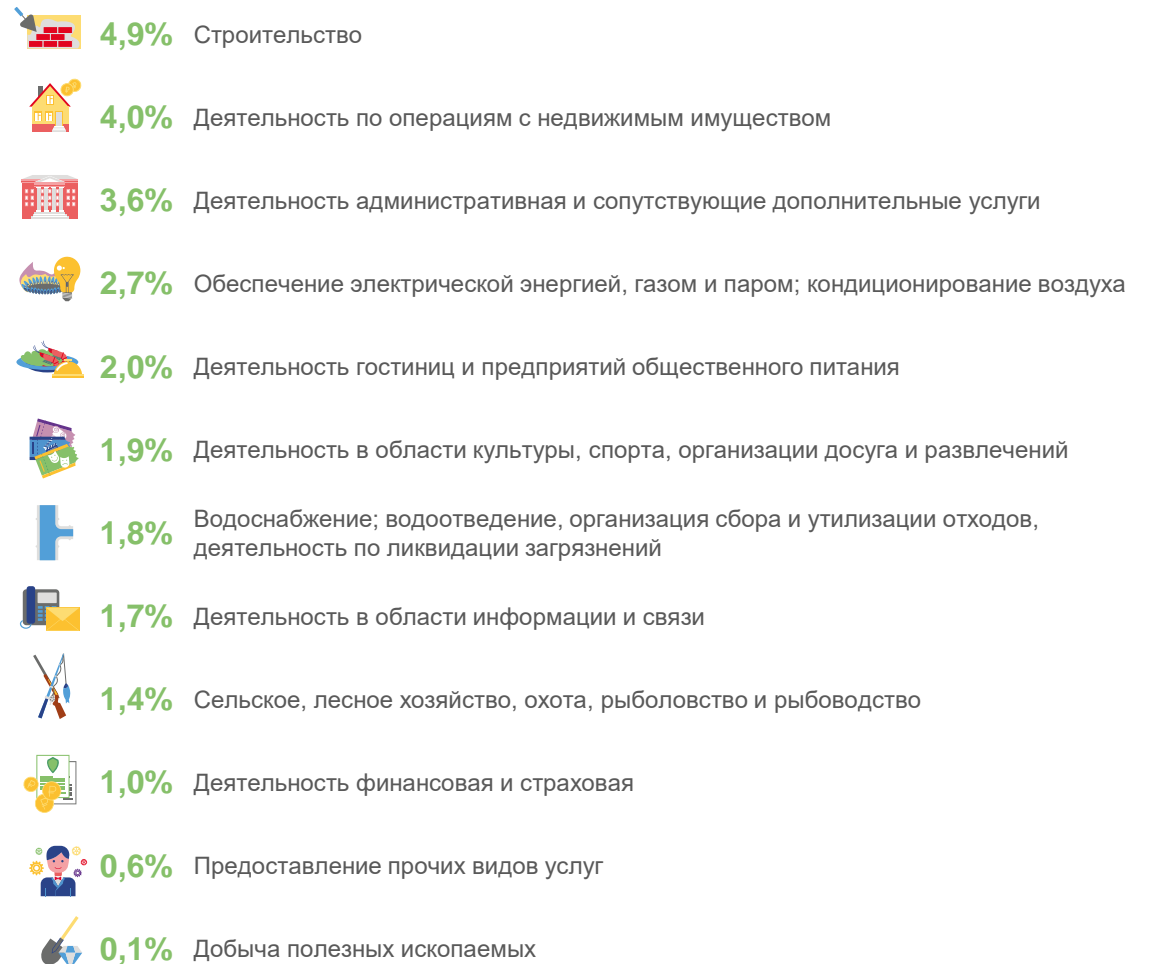 4,9% Строительство
4,0% Деятельность по операциям с недвижимым имуществом
3,6% Деятельность административная и сопутствующие дополнительные услуги
2,7% Обеспечение электрической энергией, газом и паром; кондиционирование воздуха
2,0% Деятельность гостиниц и предприятий общественного питания
1,9% Деятельность в области культуры, спорта, организации досуга и развлечений
1,8% Водоснабжение; водоотведение, организация сбора и утилизации отходов,
деятельность по ликвидации загрязнений
1,7% Деятельность в области информации и связи
1,4% Сельское, лесное хозяйство, охота, рыболовство и рыбоводство
1,0% Деятельность финансовая и страховая
0,6% Предоставление прочих видов услуг
0,1% Добыча полезных ископаемых